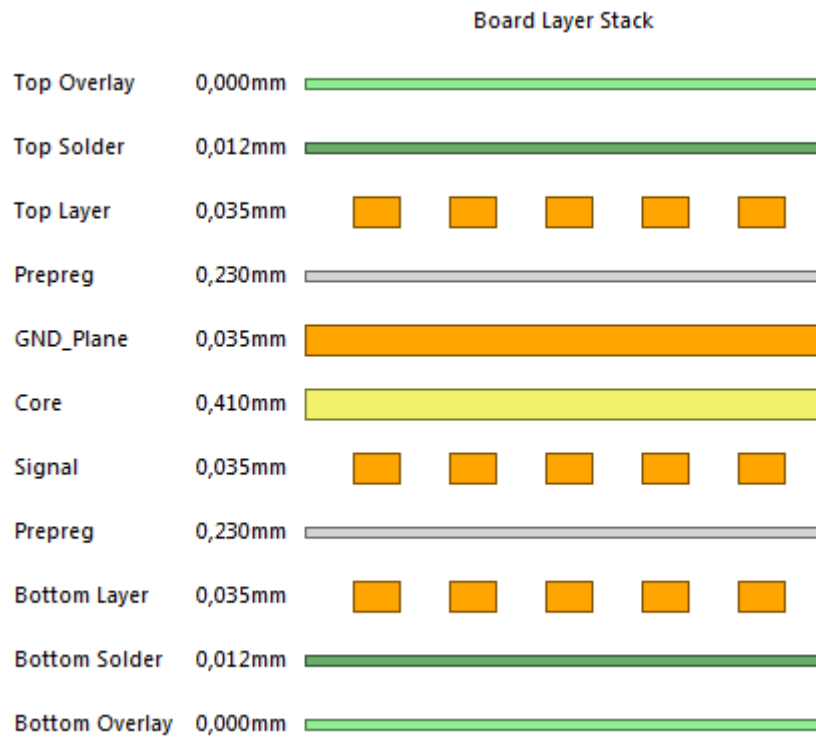 Board Layer Stack
Top Overlay 0,000mm
Top Solder 0,012mm
Top Layer 0,035mm
Prepreg 0,230mm
GND_Plane 0,035mm
Core 0,410mm
Signal 0,035mm
Prepreg 0,230mm
Bottom Layer 0,035mm
Bottom Solder 0,012mm
Bottom Overlay 0,000mm